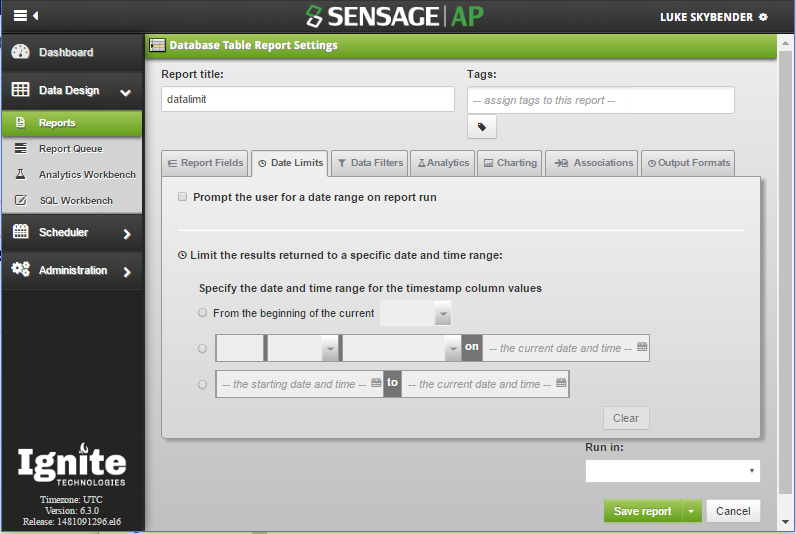 SENSAGE AP
LUKE SKYBENDER
Dashboard
Data Design
Reports
Report Queue
Analytics Workbench
SQL Workbench
Scheduler
Administration
Ignite
TECHNOLOGIES
Timezone: UTC
Version: 6.3.0
Release: 1481091296.el6
Database Table Report Settings
Report title:
Tags:
datalimit
-- assign tags to this report --
Report Fields
Date Limits
Data Filters
Analytics
Charting
Associations
Output Formats
Prompt the user for a date range on report run
Limit the results returned to a specific date and time range:
Specify the date and time range for the timestamp column values
From the beginning of the current
on -- the current date and time --
-- the starting date and time -- to -- the current date and time --
Clear
Run in:
Save report
Cancel